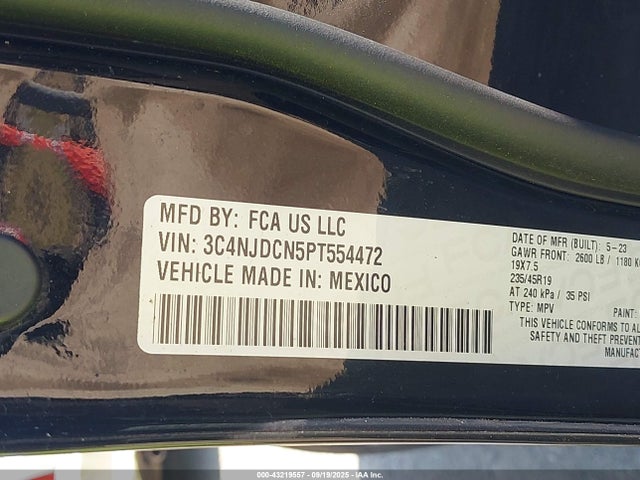 MFD BY: FCA US LLC
VIN: 3C4NJDCN5PT554472
VEHICLE MADE IN: MEXICO
DATE OF MFR (BUILT): 5-23
GAWR FRONT: 2600 LB / 1180 K
19X7.5
235/45R19
AT 240 kPa / 35 PSI
TYPE: MPV PAINT:
THIS VEHICLE CONFORMS TO AL
SAFETY AND THEFT PREVENT
MANUFACT
000-43219557 - 09/19/2025 - IAA Inc.